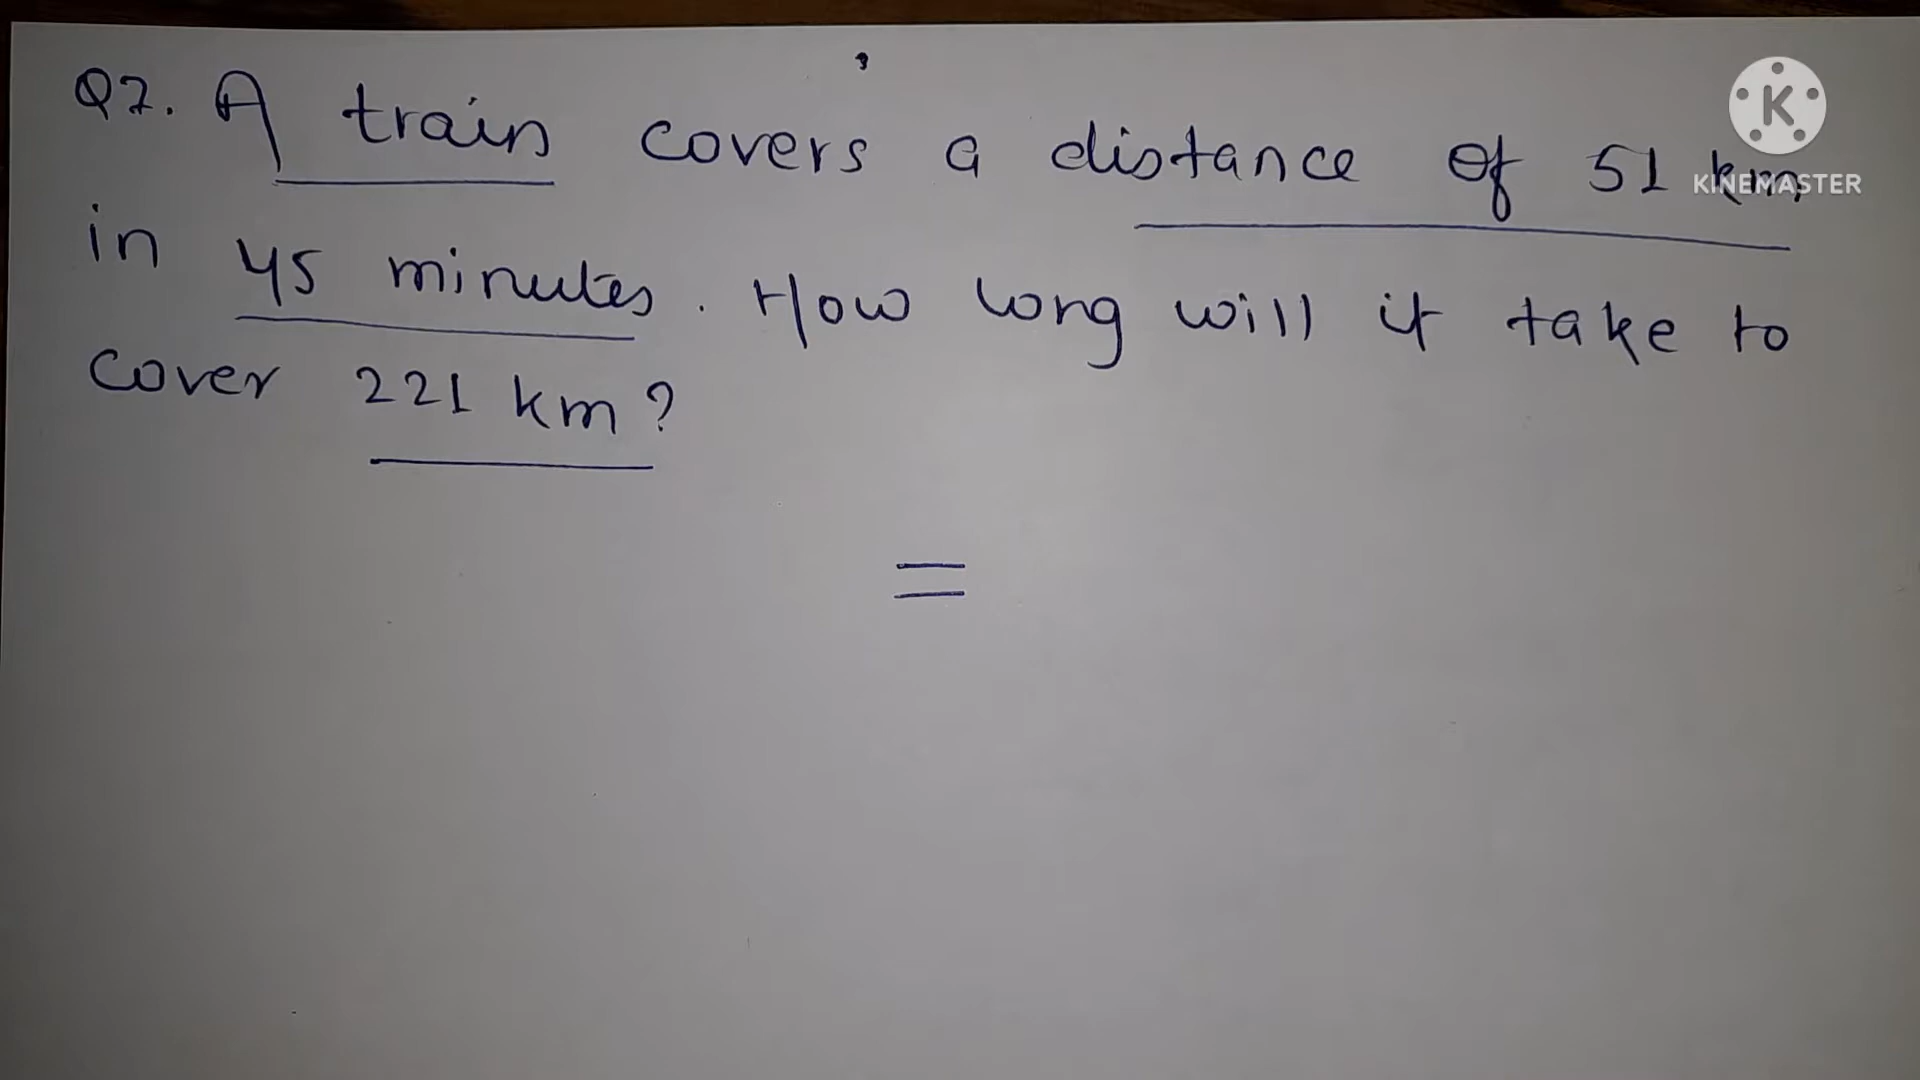 Q7. A train covers a distance of 51 km
in 45 minutes. How long will it take to
cover 221 km?
=
K
KINEMASTER